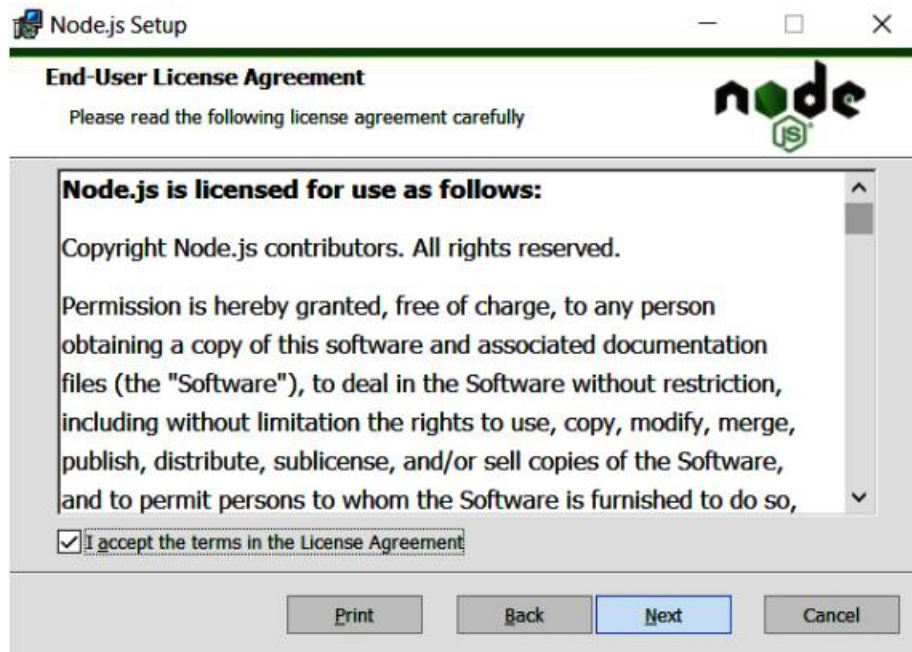 Node.js Setup
End-User License Agreement
Please read the following license agreement carefully
node
JS
Node.js is licensed for use as follows:
Copyright Node.js contributors. All rights reserved.
Permission is hereby granted, free of charge, to any person
obtaining a copy of this software and associated documentation
files (the "Software"), to deal in the Software without restriction,
including without limitation the rights to use, copy, modify, merge,
publish, distribute, sublicense, and/or sell copies of the Software,
and to permit persons to whom the Software is furnished to do so,
I accept the terms in the License Agreement
Print Back Next Cancel